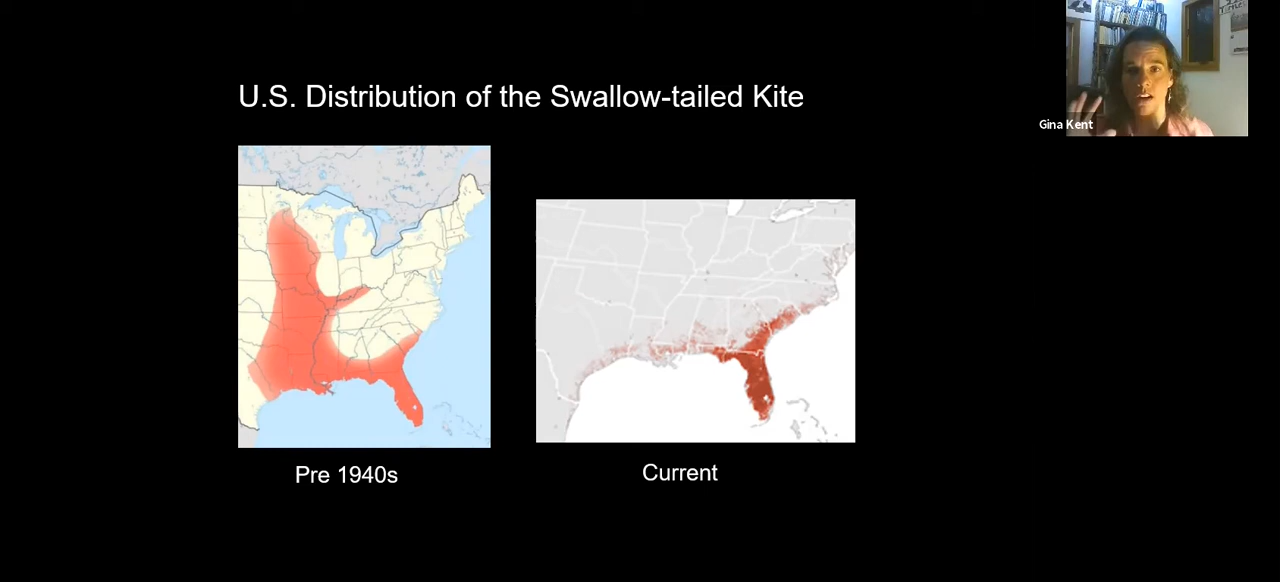 U.S. Distribution of the Swallow-tailed Kite
Gina Kent
Pre 1940s
Current